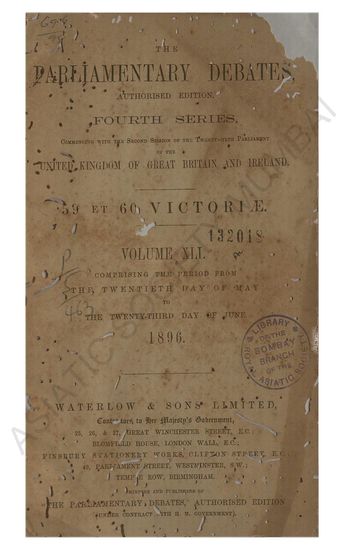 THE
PARLIAMENTARY DEBATES,
AUTHORISED EDITION.
FOURTH SERIES,
COMMENCING WITH THE SECOND SESSION OF THE TWENTY-SIXTH PARLIAMENT
OF THE
UNITED KINGDOM OF GREAT BRITAIN AND IRELAND.
59 ET 60 VICTORIÆ.
132018
VOLUME XLI.
COMPRISING THE PERIOD FROM
THE TWENTIETH DAY OF MAY
TO
THE TWENTY-THIRD DAY OF JUNE
1896.
LIBRARY
OF THE
BOMBAY
BRANCH
OF THE
ROYAL ASIATIC SOCIETY
WATERLOW & SONS LIMITED,
Contractors to Her Majesty's Government,
25, 26, & 27, GREAT WINCHESTER STREET, E.C.;
BLOMFIELD HOUSE, LONDON WALL, E.C.;
FINSBURY STATIONERY WORKS, CLIFTON STREET, E.C.;
49, PARLIAMENT STREET, WESTMINSTER, S.W.;
TEMPLE ROW, BIRMINGHAM.
PRINTERS AND PUBLISHERS OF
THE PARLIAMENTARY DEBATES, AUTHORISED EDITION
(UNDER CONTRACT WITH H. M. GOVERNMENT).
ASIATIC SOCIETY MUMBAI